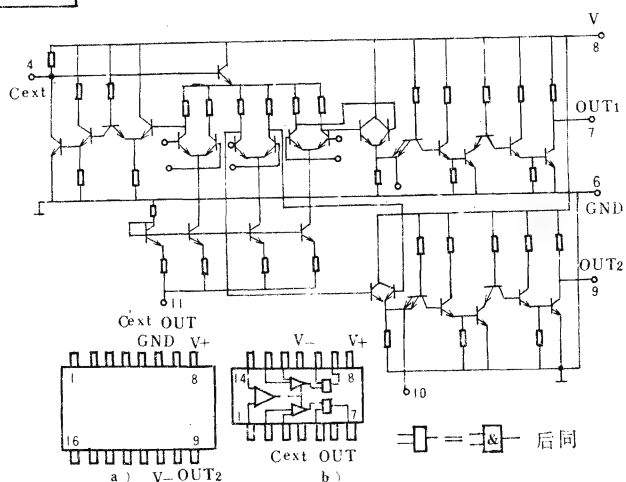 V
8
4
Cext
OUT1
7
6
GND
OUT2
9
11
Cext OUT
10
GND V+
1 8
16 9
V- OUT2
a)
V- V+
14 8
1 7
Cext OUT
b)
= & 后同